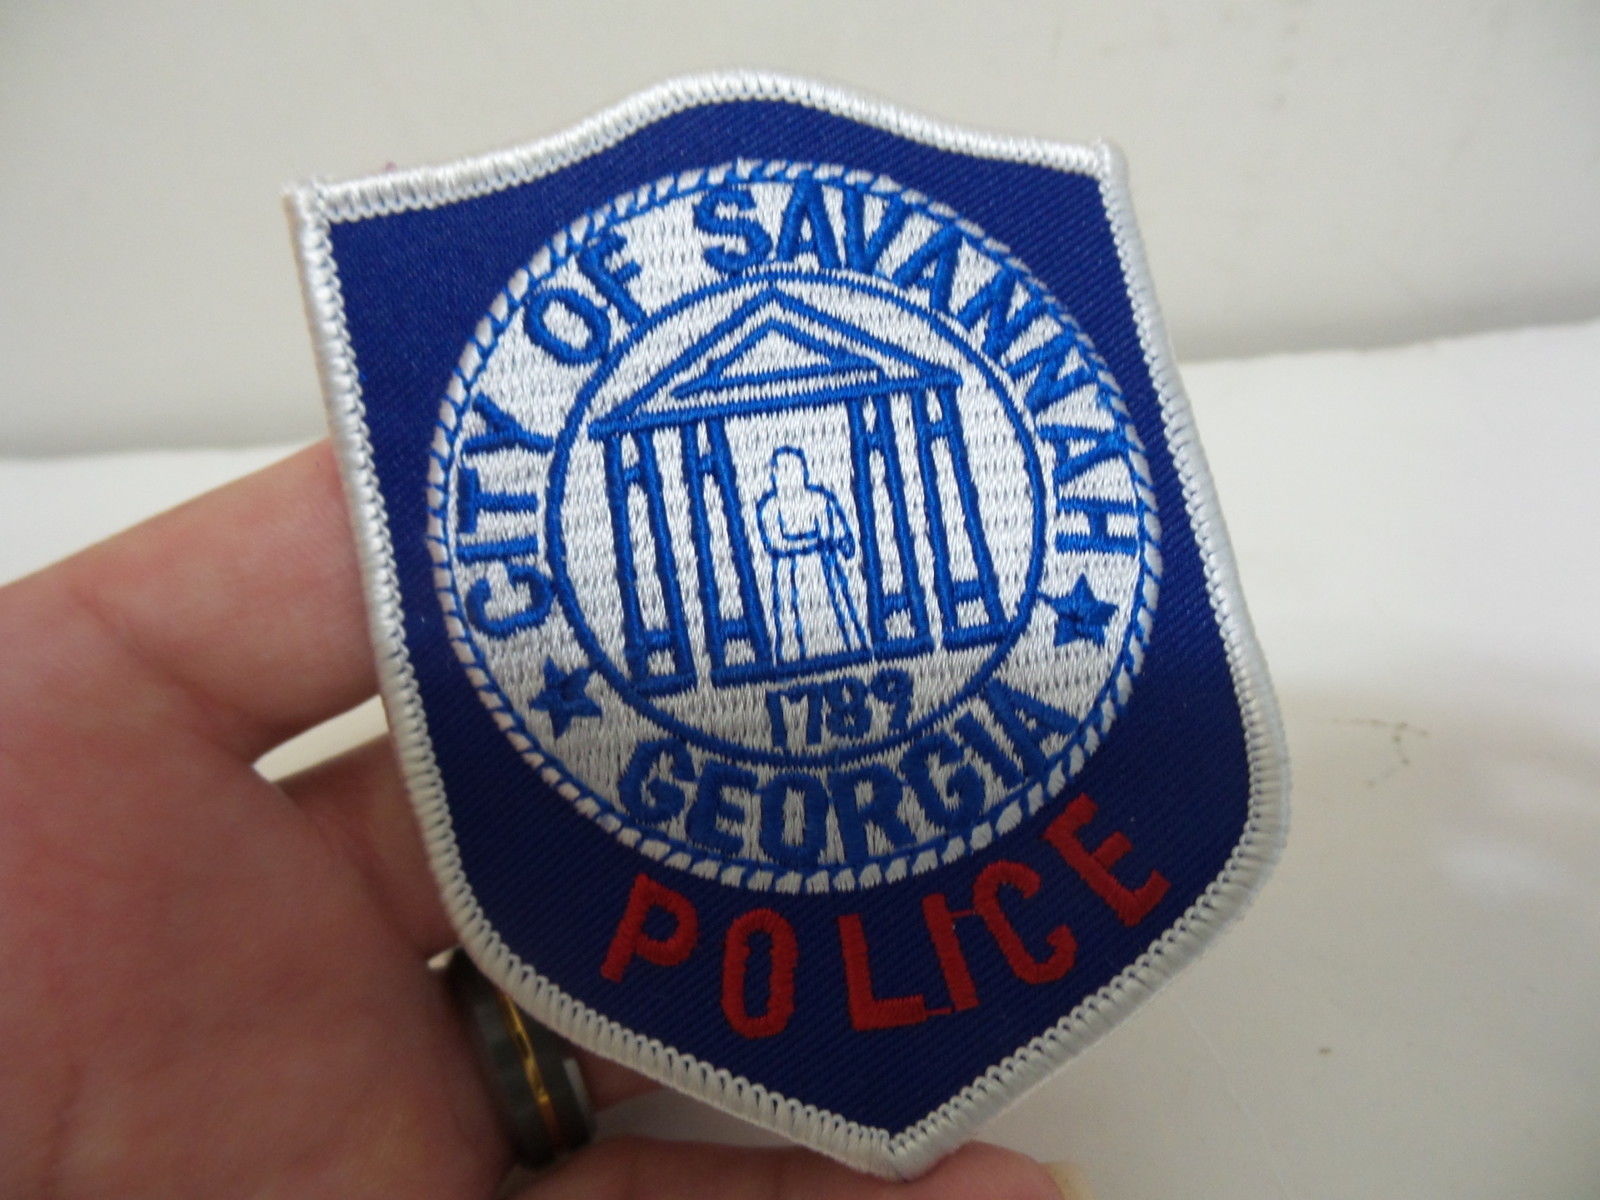 CITY OF SAVANNAH
1789
GEORGIA
POLICE